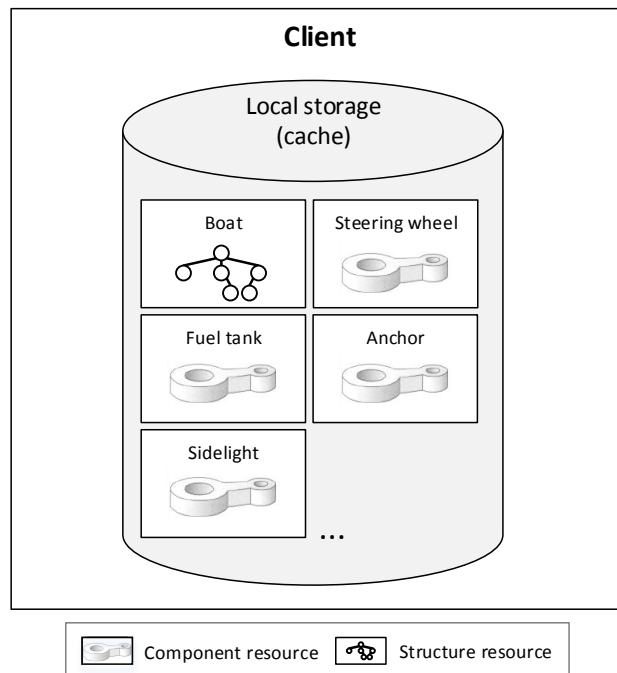 Client
Local storage
(cache)
Boat
Steering wheel
Fuel tank
Anchor
Sidelight
...
Component resource
Structure resource